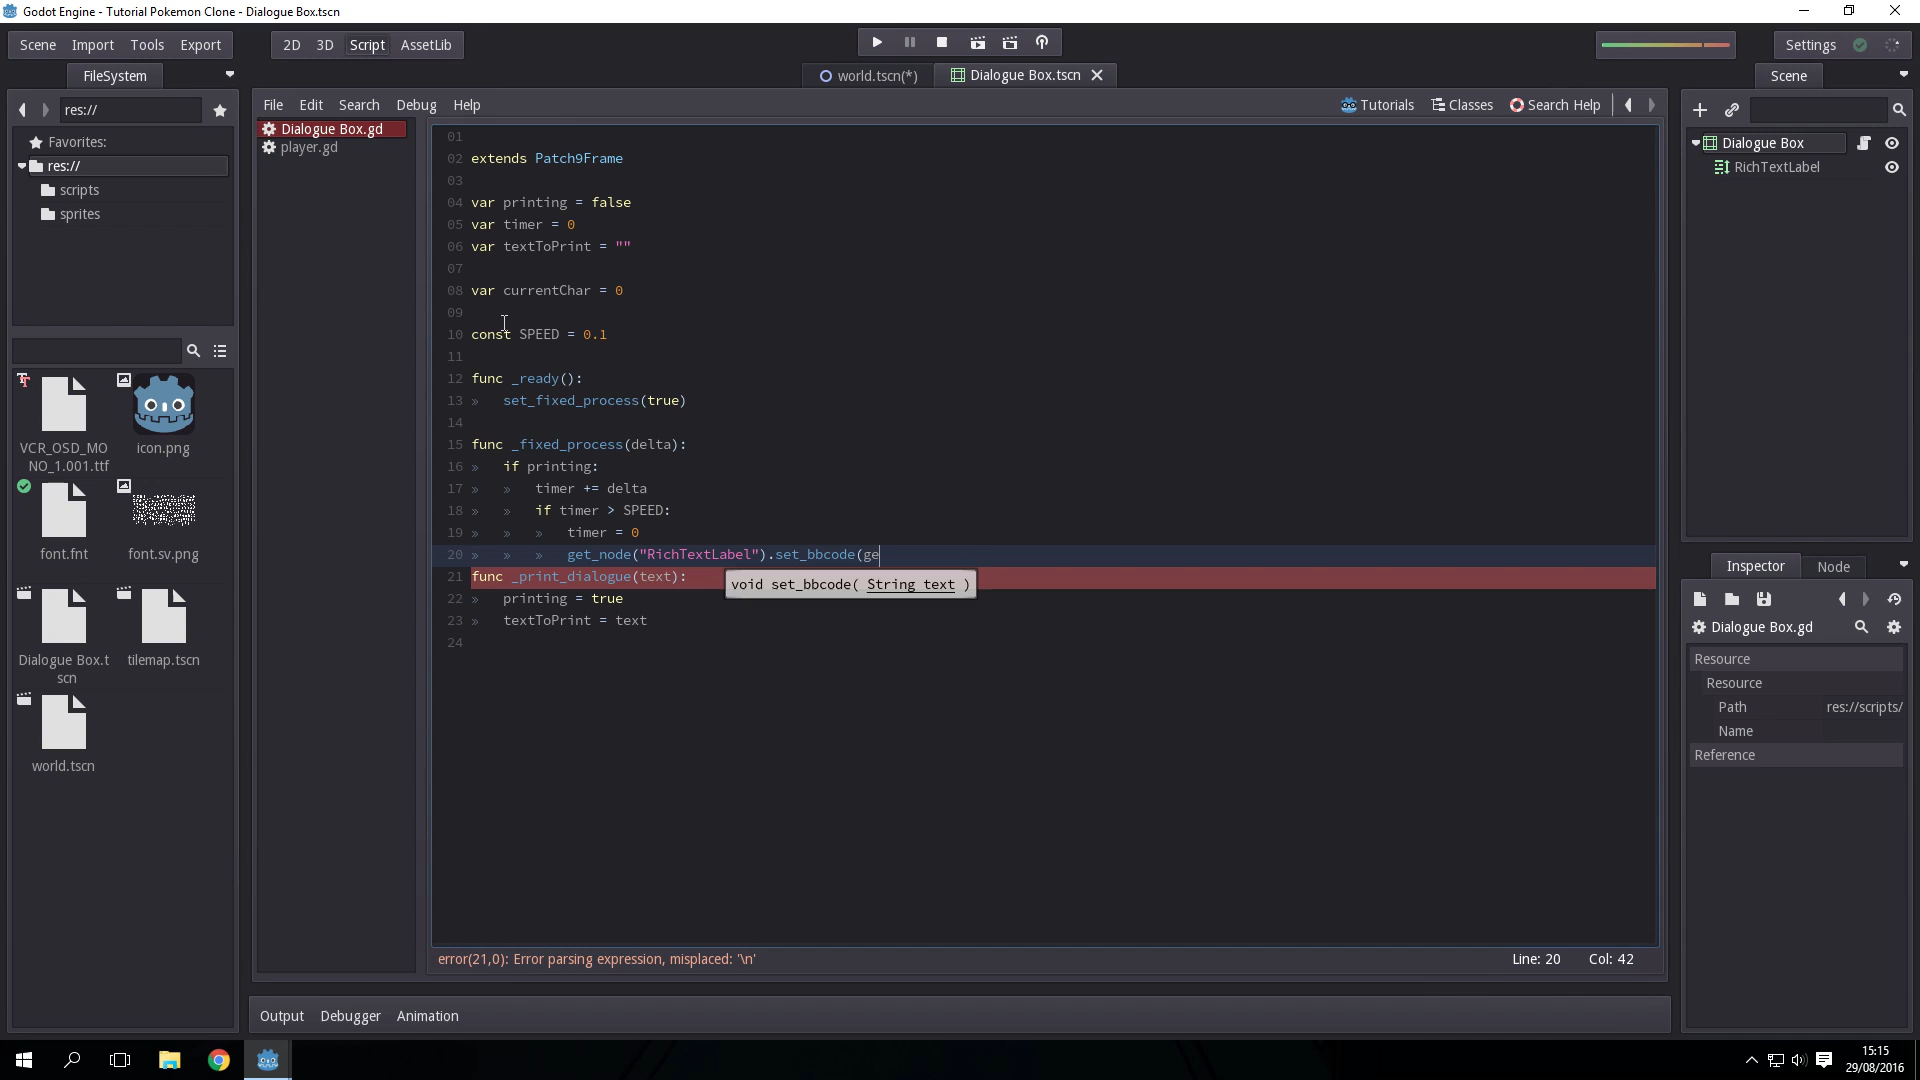 Godot Engine - Tutorial Pokemon Clone - Dialogue Box.tscn
Scene Import Tools Export 2D 3D Script AssetLib Settings
FileSystem world.tscn(*) Dialogue Box.tscn Scene
res://
Favorites:
res://
scripts
sprites
VCR_OSD_MO
NO_1.001.ttf
icon.png
font.fnt
font.sv.png
Dialogue Box.t
scn
tilemap.tscn
world.tscn
File Edit Search Debug Help Tutorials Classes Search Help
Dialogue Box.gd
player.gd
01
02 extends Patch9Frame
03
04 var printing = false
05 var timer = 0
06 var textToPrint = ""
07
08 var currentChar = 0
09
10 const SPEED = 0.1
11
12 func _ready():
13 » set_fixed_process(true)
14
15 func _fixed_process(delta):
16 » if printing:
17 » » timer += delta
18 » » if timer > SPEED:
19 » » » timer = 0
20 » » » get_node("RichTextLabel").set_bbcode(ge
21 func _print_dialogue(text):
void set_bbcode( String text )
22 » printing = true
23 » textToPrint = text
24
error(21,0): Error parsing expression, misplaced: '\n' Line: 20 Col: 42
Output Debugger Animation
Dialogue Box
RichTextLabel
Inspector Node
Dialogue Box.gd
Resource
Resource
Path res://scripts/
Name
Reference
15:15
29/08/2016